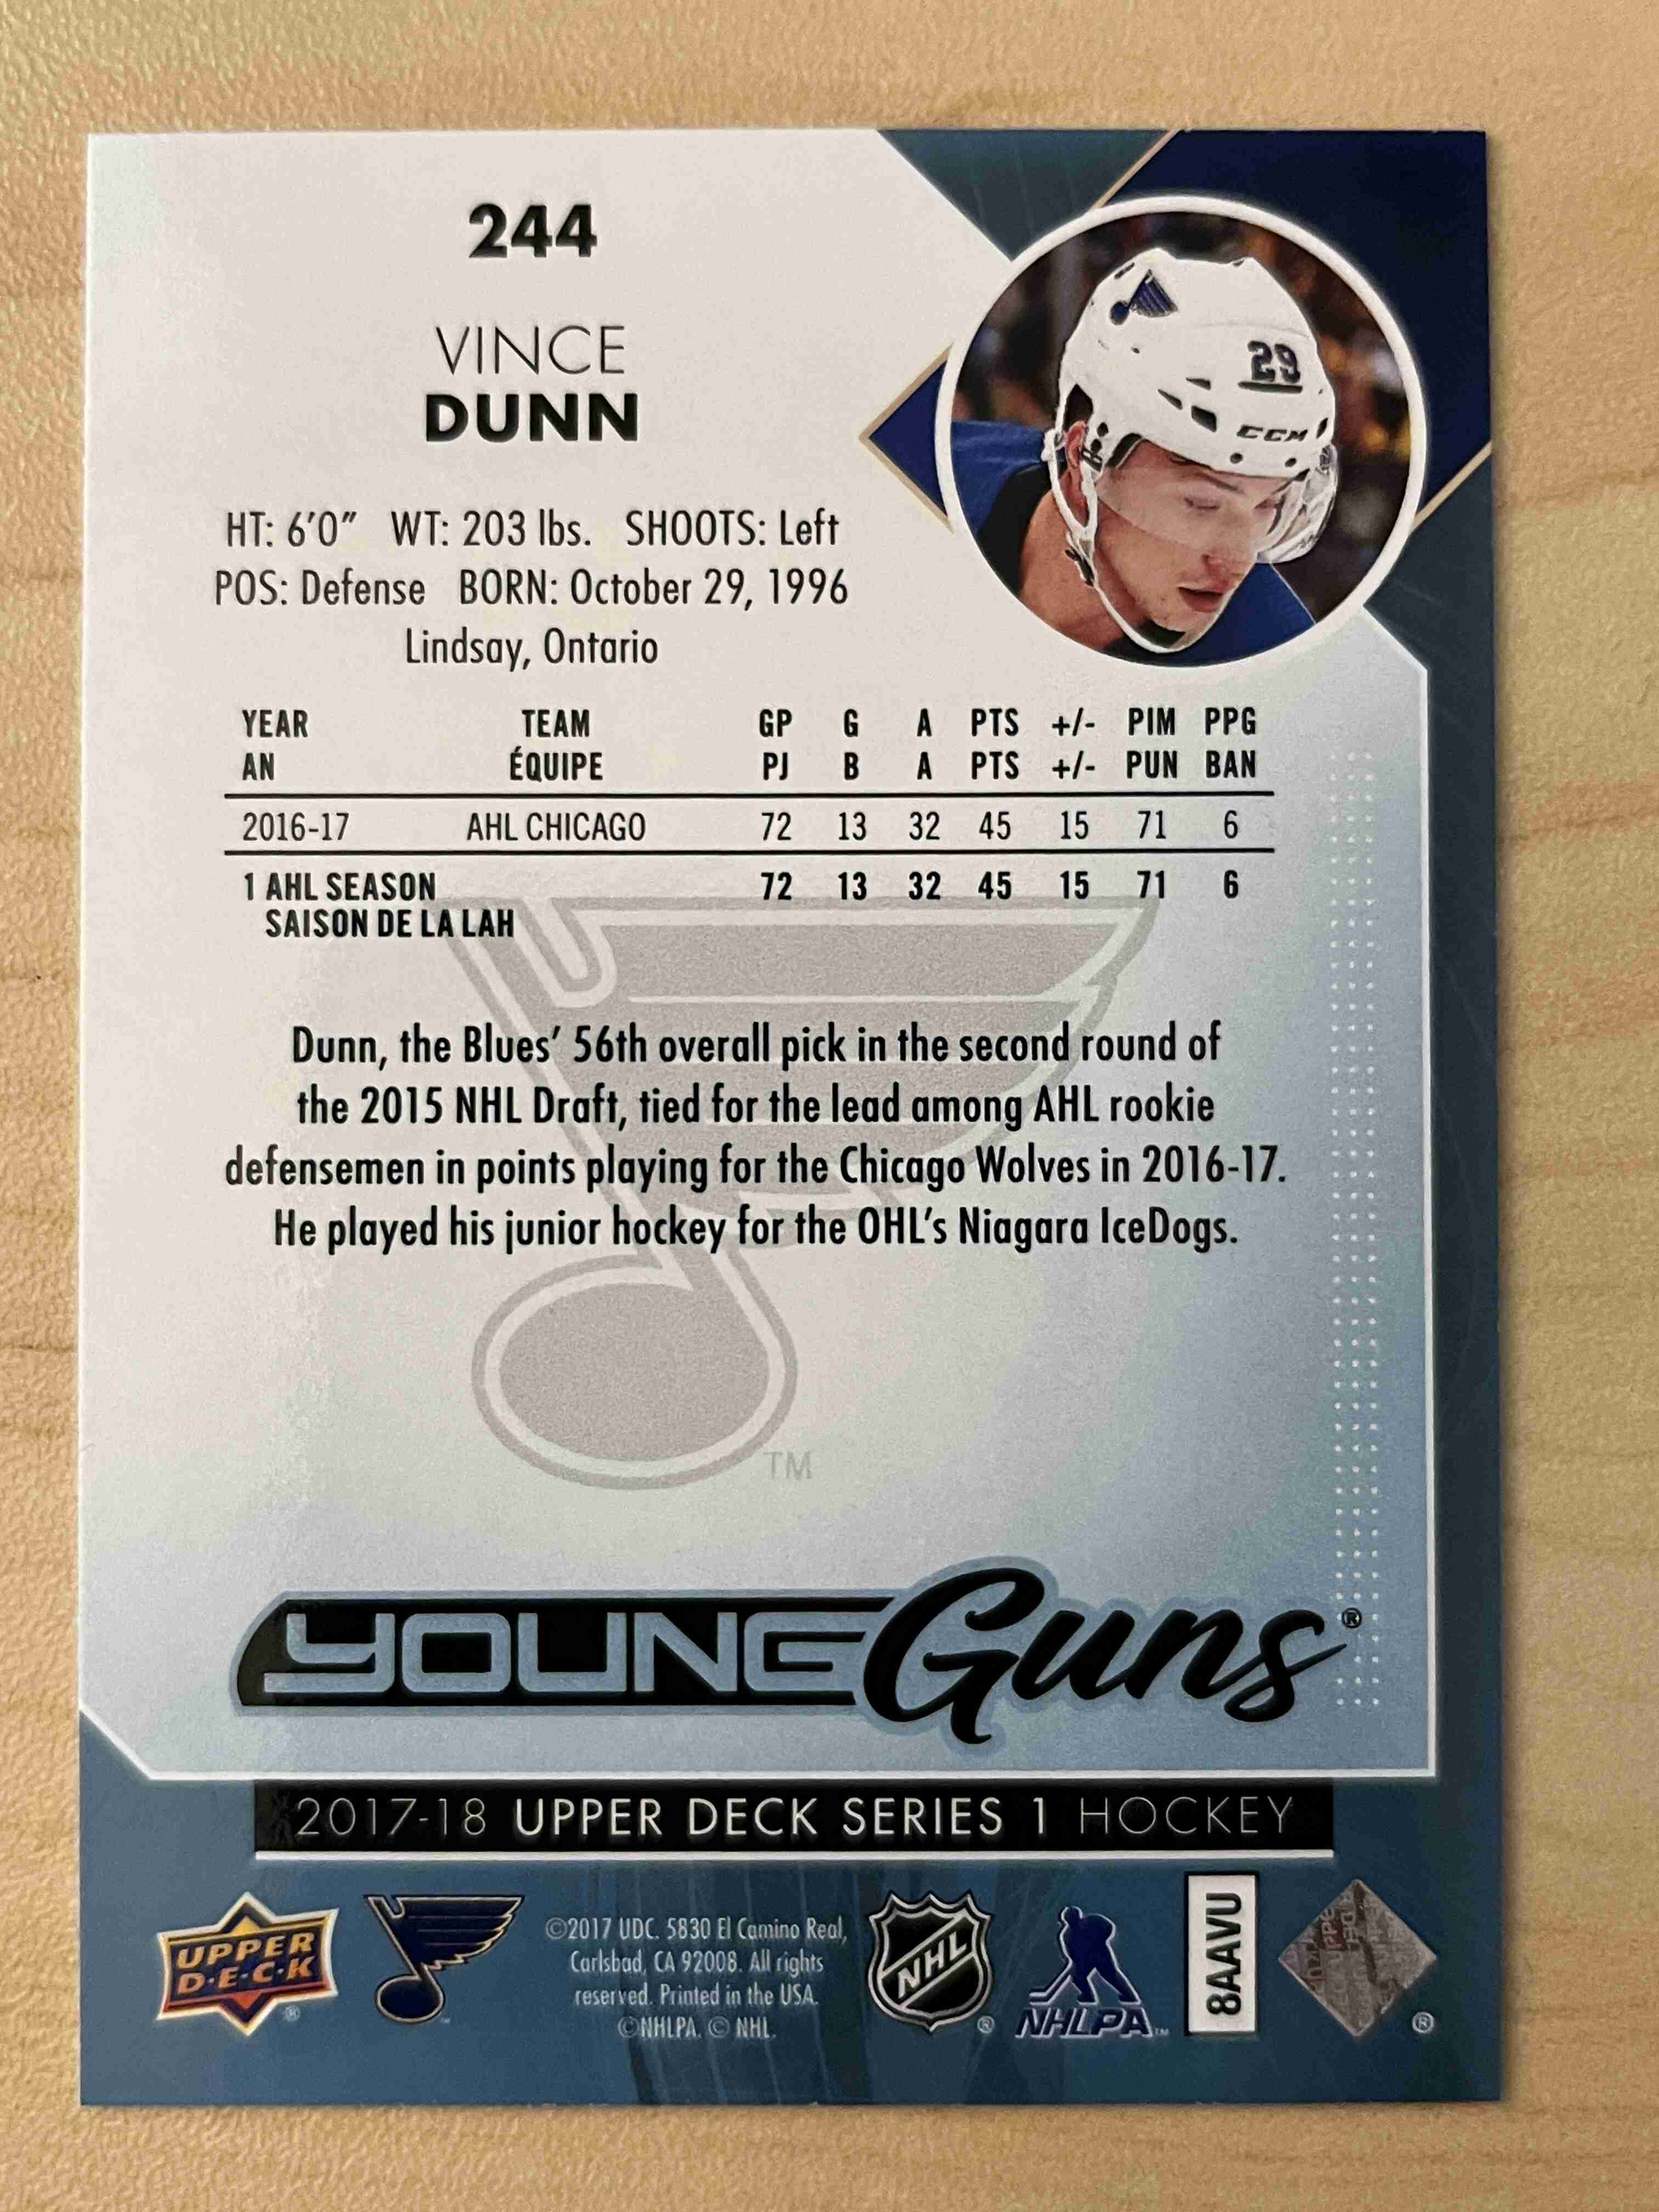 244
VINCE
DUNN
29
CCM
HT: 6'0" WT: 203 lbs. SHOOTS: Left
POS: Defense BORN: October 29, 1996
Lindsay, Ontario
YEAR TEAM GP G A PTS +/- PIM PPG
AN ÉQUIPE PJ B A PTS +/- PUN BAN
2016-17 AHL CHICAGO 72 13 32 45 15 71 6
1 AHL SEASON 72 13 32 45 15 71 6
SAISON DE LA LAH
Dunn, the Blues' 56th overall pick in the second round of
the 2015 NHL Draft, tied for the lead among AHL rookie
defensemen in points playing for the Chicago Wolves in 2016-17.
He played his junior hockey for the OHL's Niagara IceDogs.
TM
YOUNG Guns®
2017-18 UPPER DECK SERIES 1 HOCKEY
UPPER
D·E·C·K
®
©2017 UDC. 5830 El Camino Real,
Carlsbad, CA 92008. All rights
reserved. Printed in the USA.
©NHLPA. © NHL.
NHL
®
NHLPA™
8AAVU
®